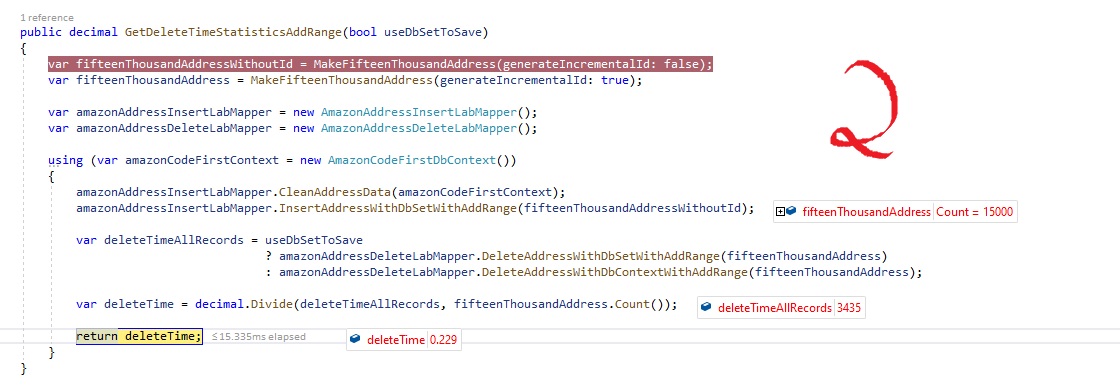 1 reference
public decimal GetDeleteTimeStatisticsAddRange(bool useDbSetToSave)
{
var fifteenThousandAddressWithoutId = MakeFifteenThousandAddress(generateIncrementalId: false);
var fifteenThousandAddress = MakeFifteenThousandAddress(generateIncrementalId: true);
var amazonAddressInsertLabMapper = new AmazonAddressInsertLabMapper();
var amazonAddressDeleteLabMapper = new AmazonAddressDeleteLabMapper();
using (var amazonCodeFirstContext = new AmazonCodeFirstDbContext())
{
amazonAddressInsertLabMapper.CleanAddressData(amazonCodeFirstContext);
amazonAddressInsertLabMapper.InsertAddressWithDbSetWithAddRange(fifteenThousandAddressWithoutId); fifteenThousandAddress Count = 15000
var deleteTimeAllRecords = useDbSetToSave
? amazonAddressDeleteLabMapper.DeleteAddressWithDbSetWithAddRange(fifteenThousandAddress)
: amazonAddressDeleteLabMapper.DeleteAddressWithDbContextWithAddRange(fifteenThousandAddress);
var deleteTime = decimal.Divide(deleteTimeAllRecords, fifteenThousandAddress.Count()); deleteTimeAllRecords 3435
return deleteTime; ≤15.335ms elapsed deleteTime 0.229
}
}
2